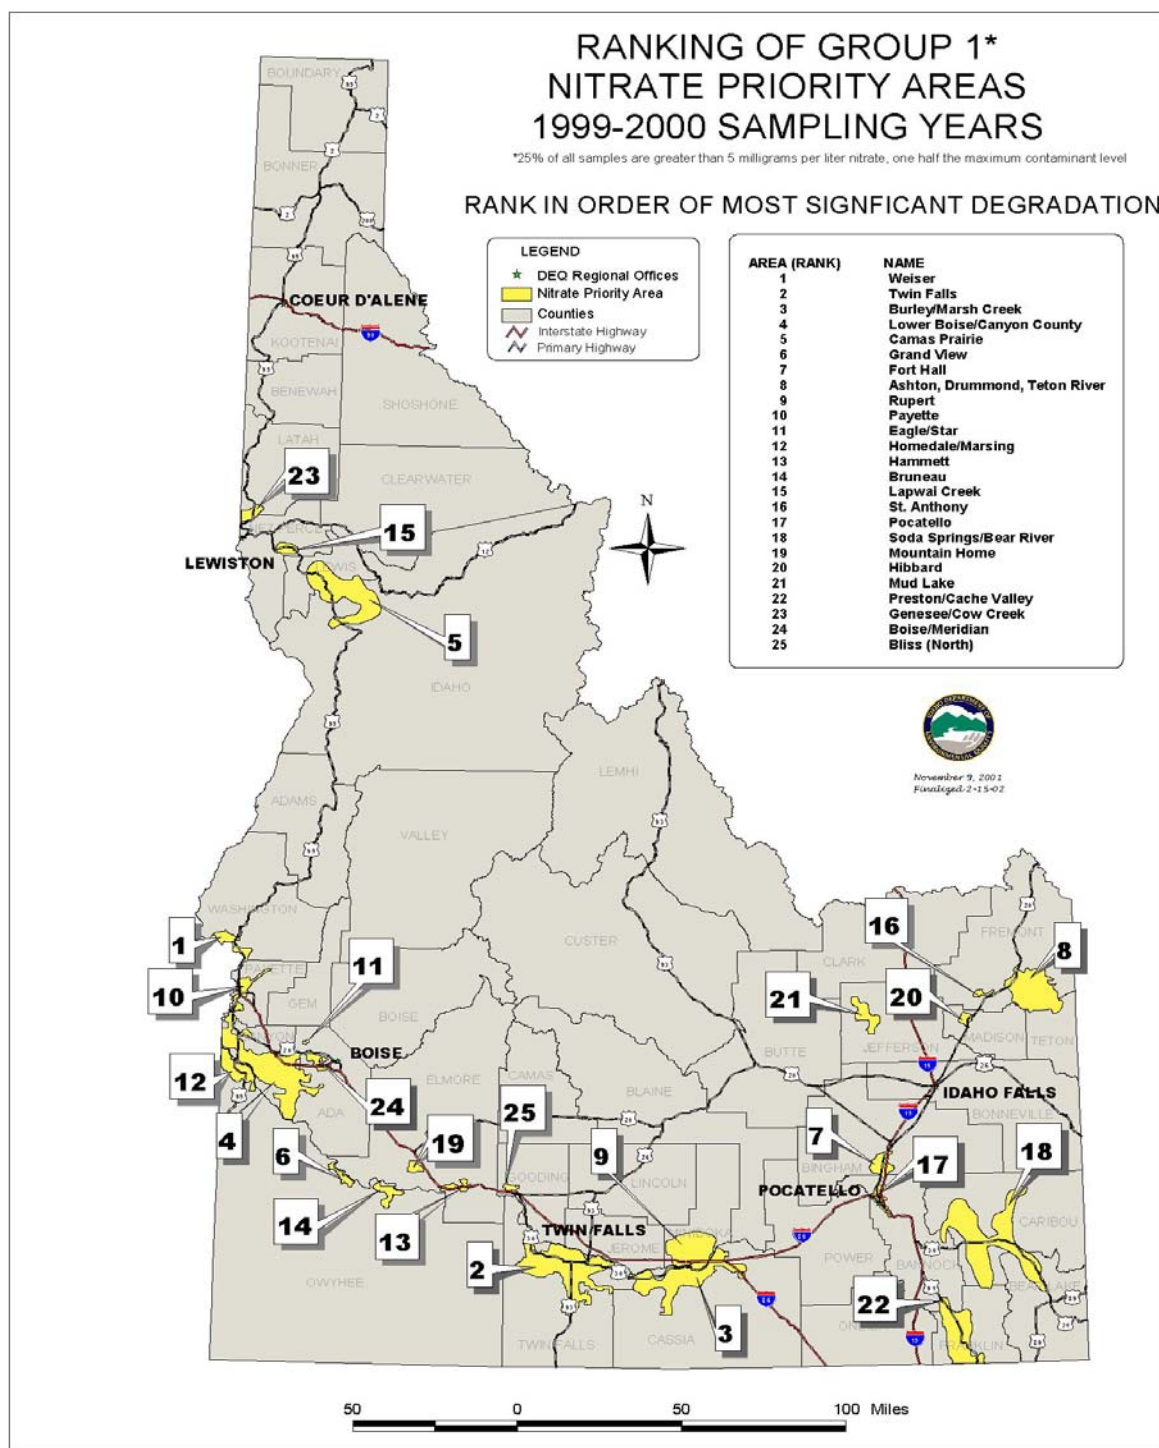 RANKING OF GROUP 1*
NITRATE PRIORITY AREAS
1999-2000 SAMPLING YEARS
*25% of all samples are greater than 5 milligrams per liter nitrate, one half the maximum contaminant level
RANK IN ORDER OF MOST SIGNFICANT DEGRADATION
LEGEND
DEQ Regional Offices
Nitrate Priority Area
Counties
Interstate Highway
Primary Highway
AREA (RANK) NAME
1 Weiser
2 Twin Falls
3 Burley/Marsh Creek
4 Lower Boise/Canyon County
5 Camas Prairie
6 Grand View
7 Fort Hall
8 Ashton, Drummond, Teton River
9 Rupert
10 Payette
11 Eagle/Star
12 Homedale/Marsing
13 Hammett
14 Bruneau
15 Lapwai Creek
16 St. Anthony
17 Pocatello
18 Soda Springs/Bear River
19 Mountain Home
20 Hibbard
21 Mud Lake
22 Preston/Cache Valley
23 Genesee/Cow Creek
24 Boise/Meridian
25 Bliss (North)
November 9, 2001
Finalized 2-15-02
BOUNDARY
BONNER
COEUR D'ALENE
KOOTENAI
BENEWAH
SHOSHONE
LATAH
23
CLEARWATER
N
15
LEWISTON
LEWIS
5
IDAHO
LEMHI
ADAMS
VALLEY
WASHINGTON
1
CUSTER
16
FREMONT
8
CLARK
11
10
GEM
BOISE
21
20
MADISON
TETON
JEFFERSON
BUTTE
BOISE
12
ELMORE
CAMAS
BLAINE
IDAHO FALLS
BONNEVILLE
ADA
24
4
25
19
6
9
7
BINGHAM
18
17
GOODING
LINCOLN
POCATELLO
14
13
CARIBOU
TWIN FALLS
JEROME
POWER
BANNOCK
2
OWYHEE
22
3
CASSIA
TWIN FALLS
FRANKLIN
50 0 50 100 Miles